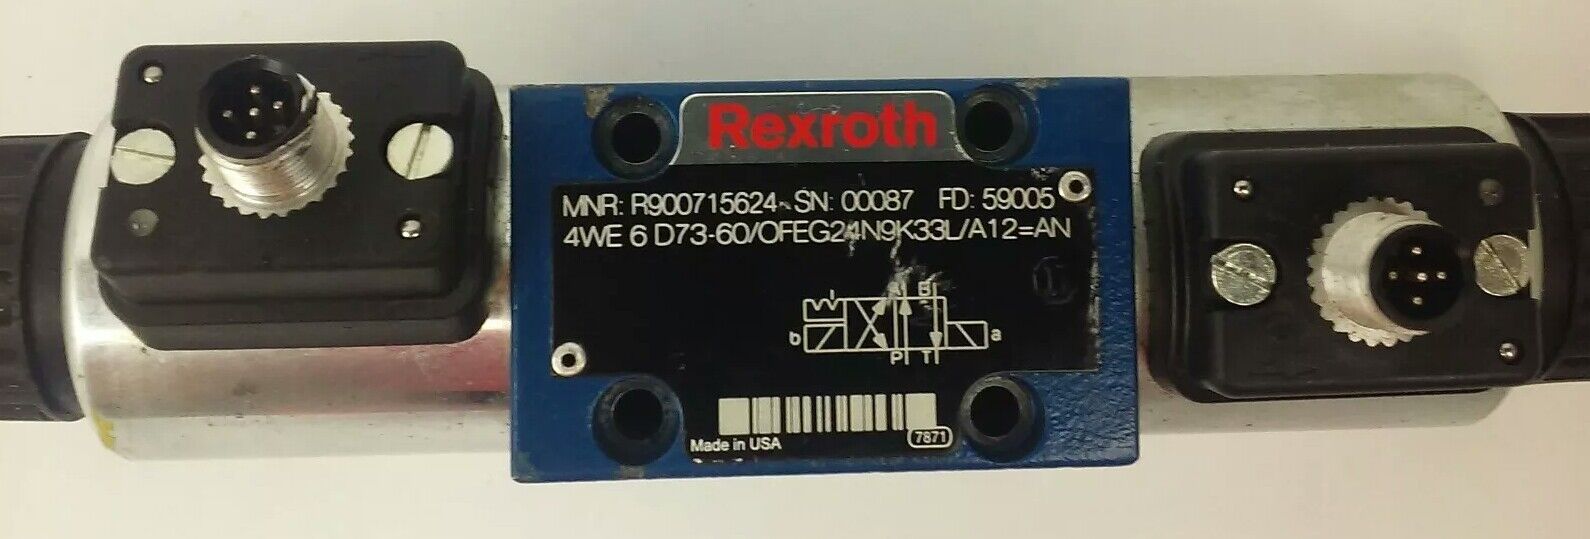 Rexroth
MNR: R900715624 SN: 00087 FD: 59005
4WE 6 D73-60/OFEG24N9K33L/A12=AN
A B
b a
P T
Made in USA 7871